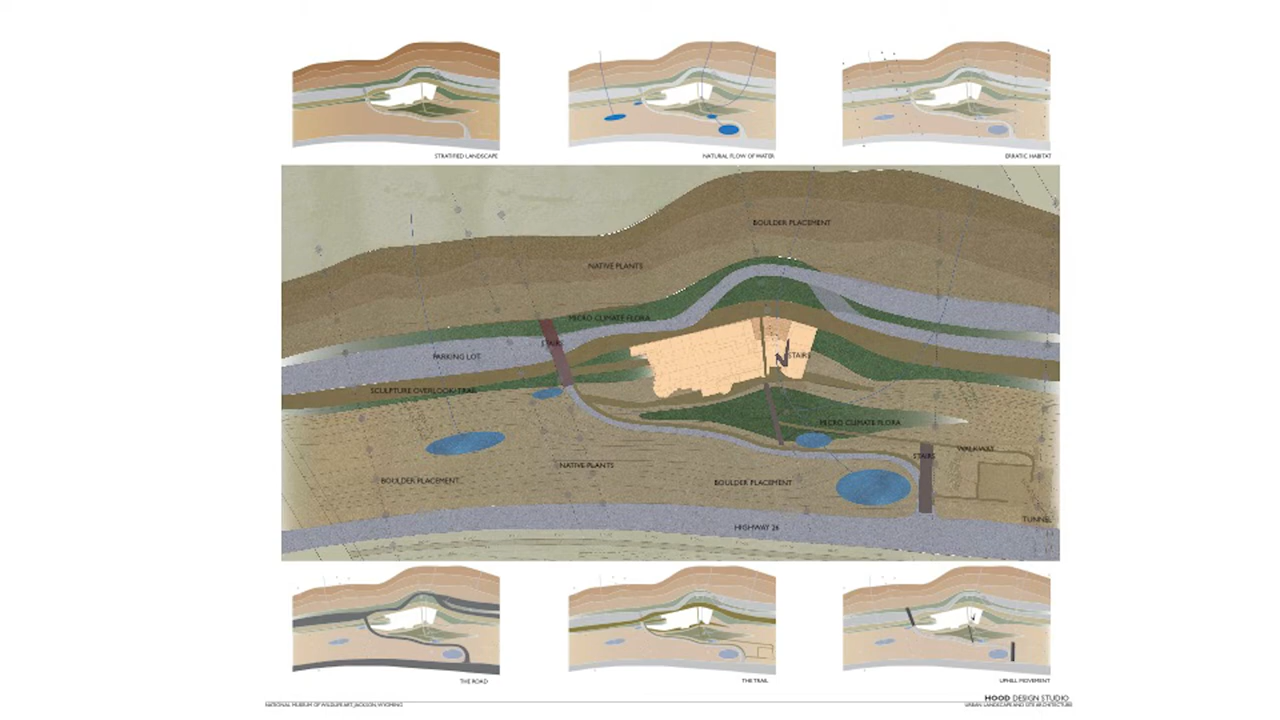 STRATIFIED LANDSCAPE
NATURAL FLOW OF WATER
ERRATIC HABITAT
BOULDER PLACEMENT
NATIVE PLANTS
MICRO CLIMATE FLORA
STAIRS
PARKING LOT
STAIRS
N
SCULPTURE OVERLOOK/TRAIL
MICRO CLIMATE FLORA
STAIRS
WALKWAY
NATIVE PLANTS
BOULDER PLACEMENT
BOULDER PLACEMENT
TUNNEL
HIGHWAY 26
THE ROAD
THE TRAIL
UPHILL MOVEMENT
HOOD DESIGN STUDIO
NATIONAL MUSEUM OF WILDLIFE ART, JACKSON, WYOMING
URBAN LANDSCAPE AND SITE ARCHITECTURE